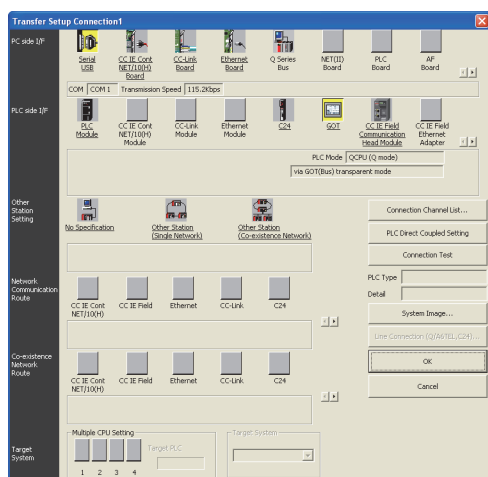 Transfer Setup Connection1
PC side I/F
Serial
USB
CC IE Cont
NET/10(H)
Board
CC-Link
Board
Ethernet
Board
Q Series
Bus
NET(II)
Board
PLC
Board
AF
Board
COM COM 1 Transmission Speed 115.2Kbps
PLC side I/F
PLC
Module
CC IE Cont
NET/10(H)
Module
CC-Link
Module
Ethernet
Module
C24
GOT
CC IE Field
Communication
Head Module
CC IE Field
Ethernet
Adapter
PLC Mode QCPU (Q mode)
via GOT(Bus) transparent mode
Other
Station
Setting
No Specification
Other Station
(Single Network)
Other Station
(Co-existence Network)
Connection Channel List...
PLC Direct Coupled Setting
Connection Test
PLC Type
Detail
System Image...
Line Connection (Q/A6TEL,C24)...
OK
Cancel
Network
Communication
Route
CC IE Cont
NET/10(H)
CC IE Field
Ethernet
CC-Link
C24
Co-existence
Network
Route
CC IE Cont
NET/10(H)
CC IE Field
Ethernet
CC-Link
C24
Target
System
Multiple CPU Setting
Target PLC
1 2 3 4
Target System